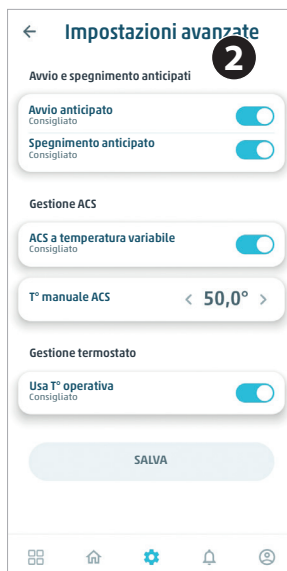 Impostazioni avanzate
2
Avvio e spegnimento anticipati
Avvio anticipato
Consigliato
Spegnimento anticipato
Consigliato
Gestione ACS
ACS a temperatura variabile
Consigliato
T° manuale ACS < 50,0° >
Gestione termostato
Usa T° operativa
Consigliato
SALVA